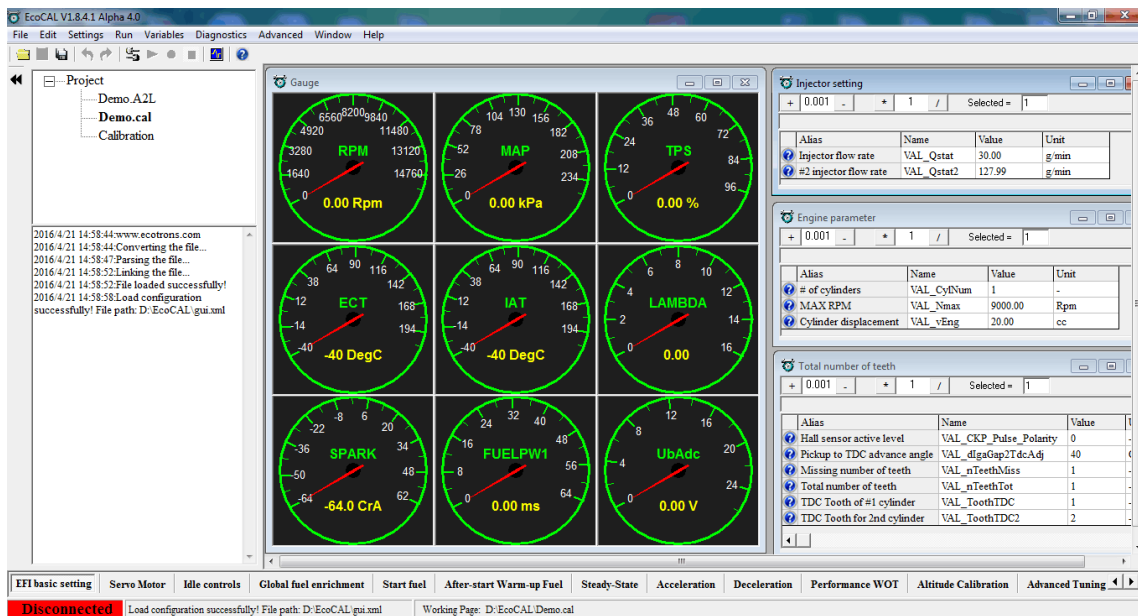 EcoCAL V1.8.4.1 Alpha 4.0
File Edit Settings Run Variables Diagnostics Advanced Window Help
Project
Demo.A2L
Demo.cal
Calibration
2016/4/21 14:58:44:www.ecotrons.com
2016/4/21 14:58:44:Converting the file...
2016/4/21 14:58:47:Parsing the file...
2016/4/21 14:58:52:Linking the file...
2016/4/21 14:58:52:File loaded successfully!
2016/4/21 14:58:58:Load configuration
successfully! File path: D:\EcoCAL\gui.xml
Gauge
0 1640 3280 4920 6560 8200 9840 11480 13120 14760
RPM
0.00 Rpm
0 26 52 78 104 130 156 182 208 234
MAP
0.00 kPa
0 12 24 36 48 60 72 84 96
TPS
0.00 %
-40 -14 12 38 64 90 116 142 168 194
ECT
-40 DegC
-40 -14 12 38 64 90 116 142 168 194
IAT
-40 DegC
0 2 4 6 8 10 12 14 16
LAMBDA
0.00
-64 -50 -36 -22 -8 6 20 34 48 62
SPARK
-64.0 CrA
0 8 16 24 32 40 48 56 64
FUELPW1
0.00 ms
0 4 8 12 16 20 24
UbAdc
0.00 V
Injector setting
+ 0.001 - * 1 / Selected = 1
Alias Name Value Unit
Injector flow rate VAL_Qstat 30.00 g/min
#2 injector flow rate VAL_Qstat2 127.99 g/min
Engine parameter
+ 0.001 - * 1 / Selected = 1
Alias Name Value Unit
# of cylinders VAL_CylNum 1 -
MAX RPM VAL_Nmax 9000.00 Rpm
Cylinder displacement VAL_vEng 20.00 cc
Total number of teeth
+ 0.001 - * 1 / Selected = 1
Alias Name Value
Hall sensor active level VAL_CKP_Pulse_Polarity 0 -
Pickup to TDC advance angle VAL_dIgaGap2TdcAdj 40
Missing number of teeth VAL_nTeethMiss 1 -
Total number of teeth VAL_nTeethTot 1 -
TDC Tooth of #1 cylinder VAL_ToothTDC 1 -
TDC Tooth for 2nd cylinder VAL_ToothTDC2 2 -
EFI basic setting Servo Motor Idle controls Global fuel enrichment Start fuel After-start Warm-up Fuel Steady-State Acceleration Deceleration Performance WOT Altitude Calibration Advanced Tuning
Disconnected Load configuration successfully! File path: D:\EcoCAL\gui.xml Working Page: D:\EcoCAL\Demo.cal